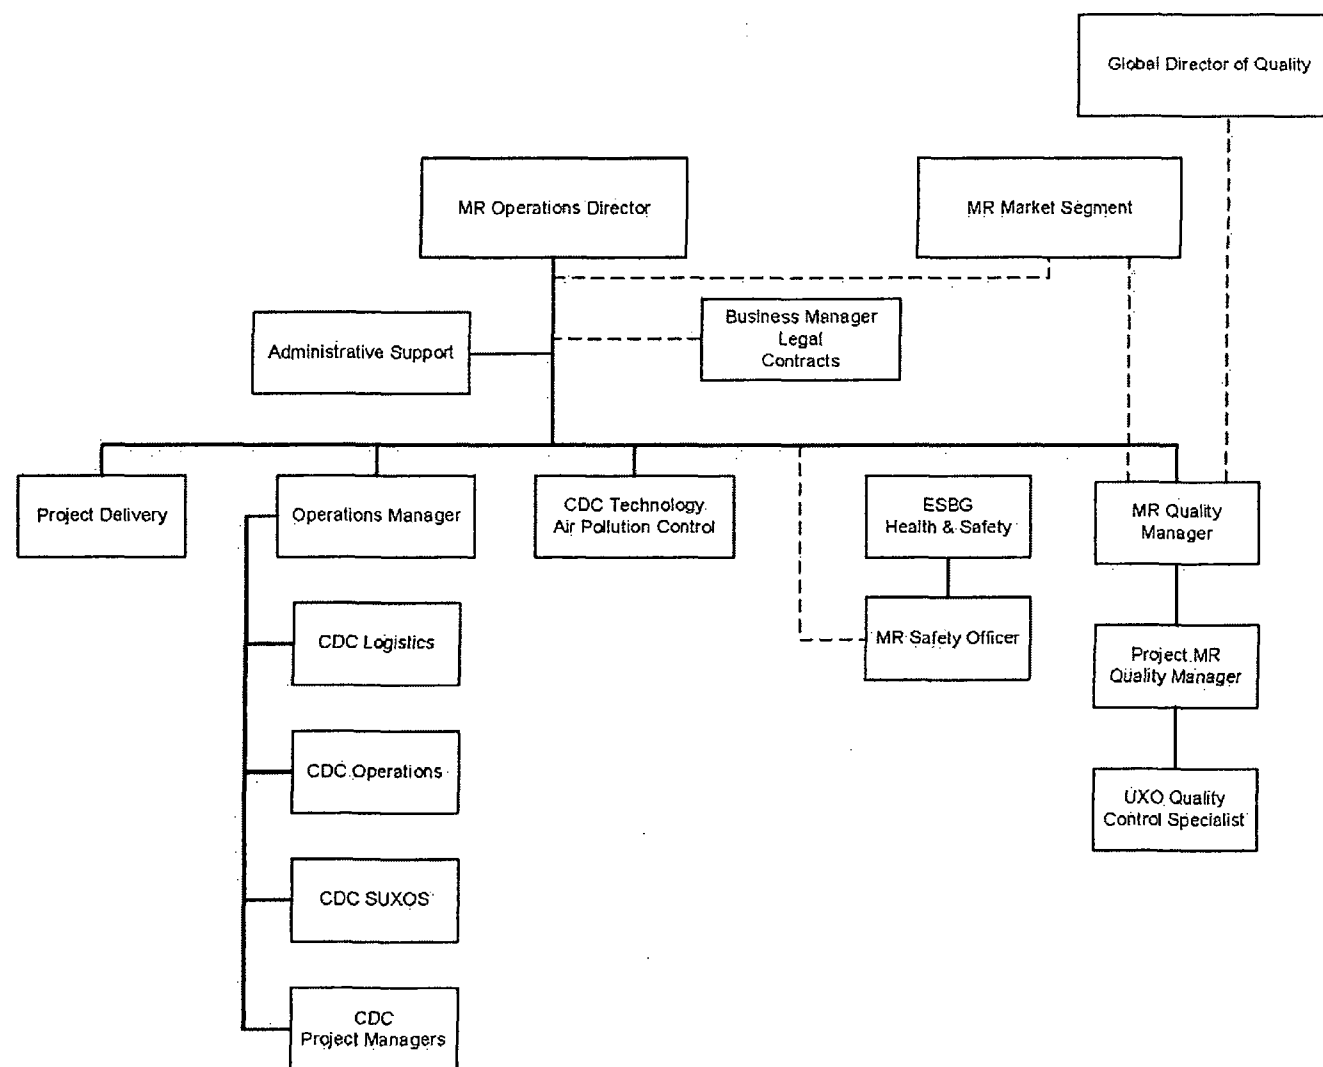 Global Director of Quality
MR Operations Director
MR Market Segment
Administrative Support
Business Manager
Legal
Contracts
Project Delivery
Operations Manager
CDC Technology
Air Pollution Control
ESBG
Health & Safety
MR Quality
Manager
CDC Logistics
MR Safety Officer
Project MR
Quality Manager
CDC Operations
UXO Quality
Control Specialist
CDC SUXOS
CDC
Project Managers